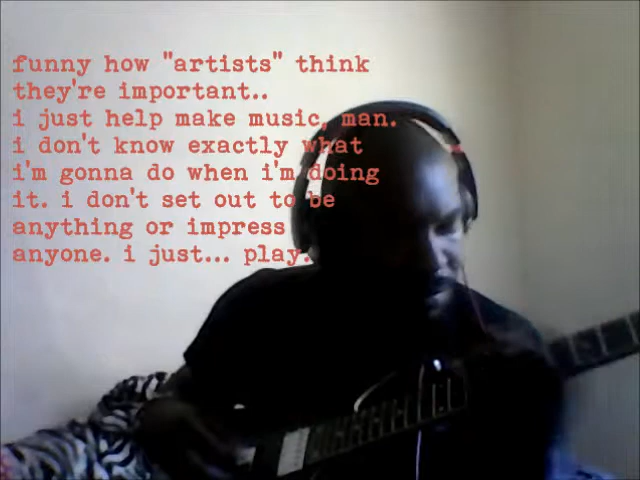 funny how "artists" think
they're important..
i just help make music, man.
i don't know exactly what
i'm gonna do when i'm doing
it. i don't set out to be
anything or impress
anyone. i just... play.